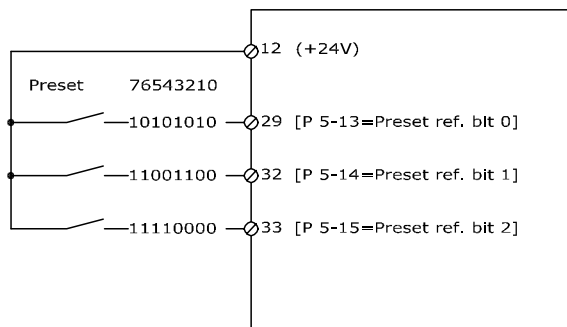 12 (+24V)
Preset 76543210
10101010 29 [P 5-13=Preset ref. bit 0]
11001100 32 [P 5-14=Preset ref. bit 1]
11110000 33 [P 5-15=Preset ref. bit 2]